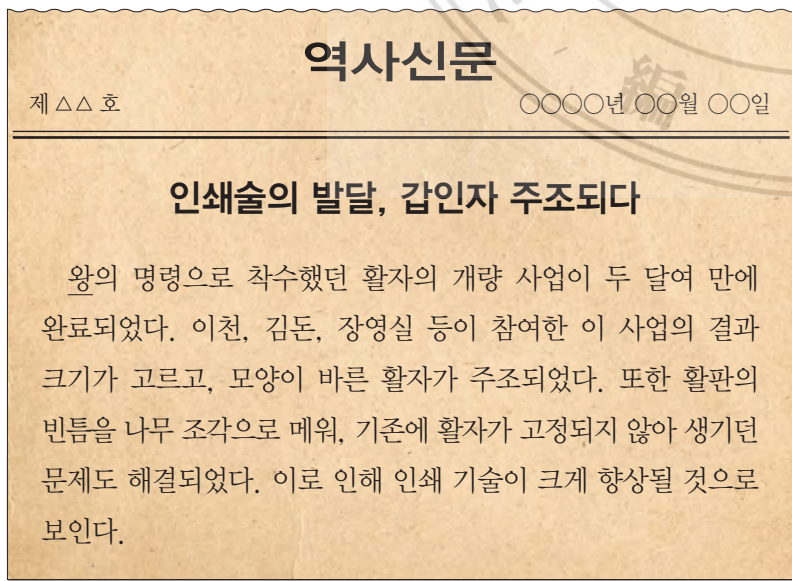 역사신문
제 △△ 호 ○○○○년 ○○월 ○○일
인쇄술의 발달, 갑인자 주조되다
왕의 명령으로 착수했던 활자의 개량 사업이 두 달여 만에
완료되었다. 이천, 김돈, 장영실 등이 참여한 이 사업의 결과
크기가 고르고, 모양이 바른 활자가 주조되었다. 또한 활판의
빈틈을 나무 조각으로 메워, 기존에 활자가 고정되지 않아 생기던
문제도 해결되었다. 이로 인해 인쇄 기술이 크게 향상될 것으로
보인다.
編